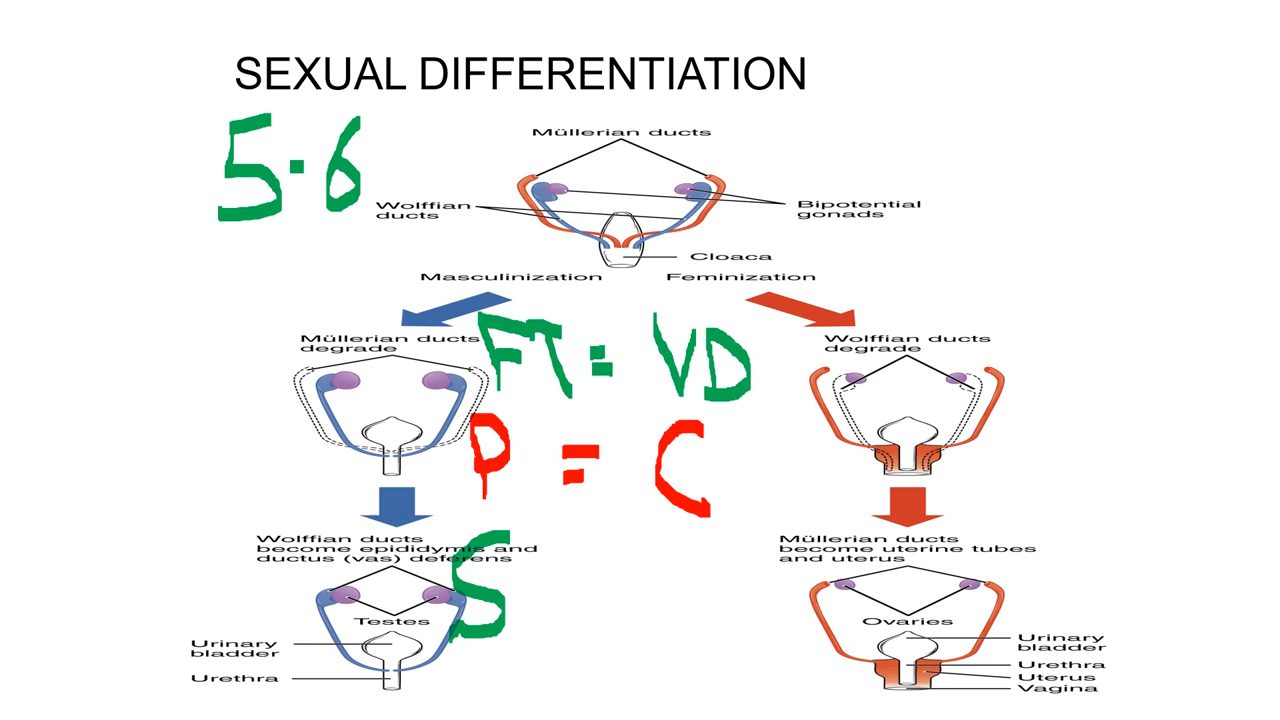 SEXUAL DIFFERENTIATION
5.6
Müllerian ducts
Wolffian
ducts
Bipotential
gonads
Cloaca
Masculinization
Feminization
Müllerian ducts
degrade
FT = VD
Wolffian ducts
degrade
P = C
Wolffian ducts
become epididymis and
ductus (vas) deferens
S
Müllerian ducts
become uterine tubes
and uterus
Testes
Urinary
bladder
Urethra
Ovaries
Urinary
bladder
Urethra
Uterus
Vagina